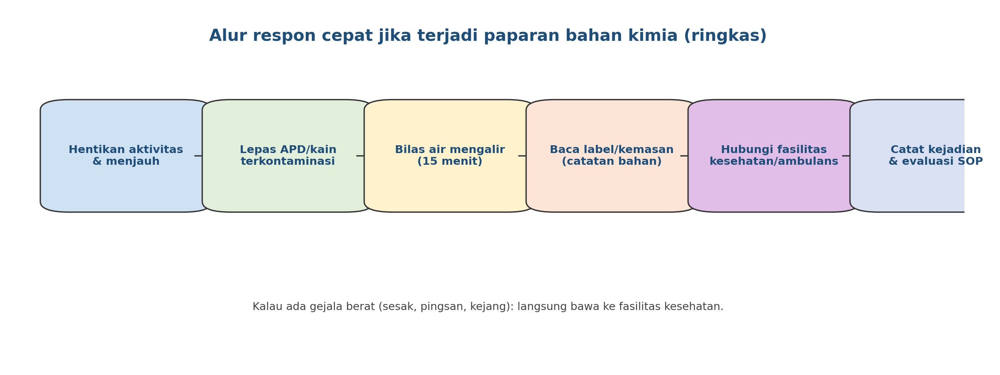 Alur respon cepat jika terjadi paparan bahan kimia (ringkas)
Hentikan aktivitas
& menjauh
Lepas APD/kain
terkontaminasi
Bilas air mengalir
(15 menit)
Baca label/kemasan
(catatan bahan)
Hubungi fasilitas
kesehatan/ambulans
Catat kejadian
& evaluasi SOP
Kalau ada gejala berat (sesak, pingsan, kejang): langsung bawa ke fasilitas kesehatan.